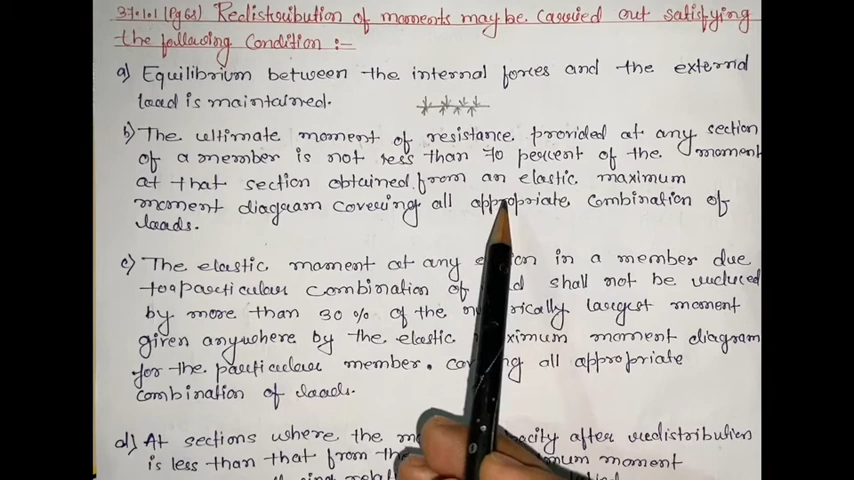 37.1.1 (Pg 68) Redistribution of moments may be carried out satisfying
the following Condition :-
a) Equilibrium between the internal forces and the external
load is maintained.
b) The ultimate moment of resistance provided at any section
of a member is not less than 70 percent of the moment
at that section obtained from an elastic maximum
moment diagram covering all appropriate combination of
loads.
c) The elastic moment at any in a member due
to a particular combination of shall not be reduced
by more than 30% of the largest moment
given anywhere by the elastic moment diagram
for the particular member. all appropriate
combination of loads.
d) At sections where the after redistribution
is less than that from the moment